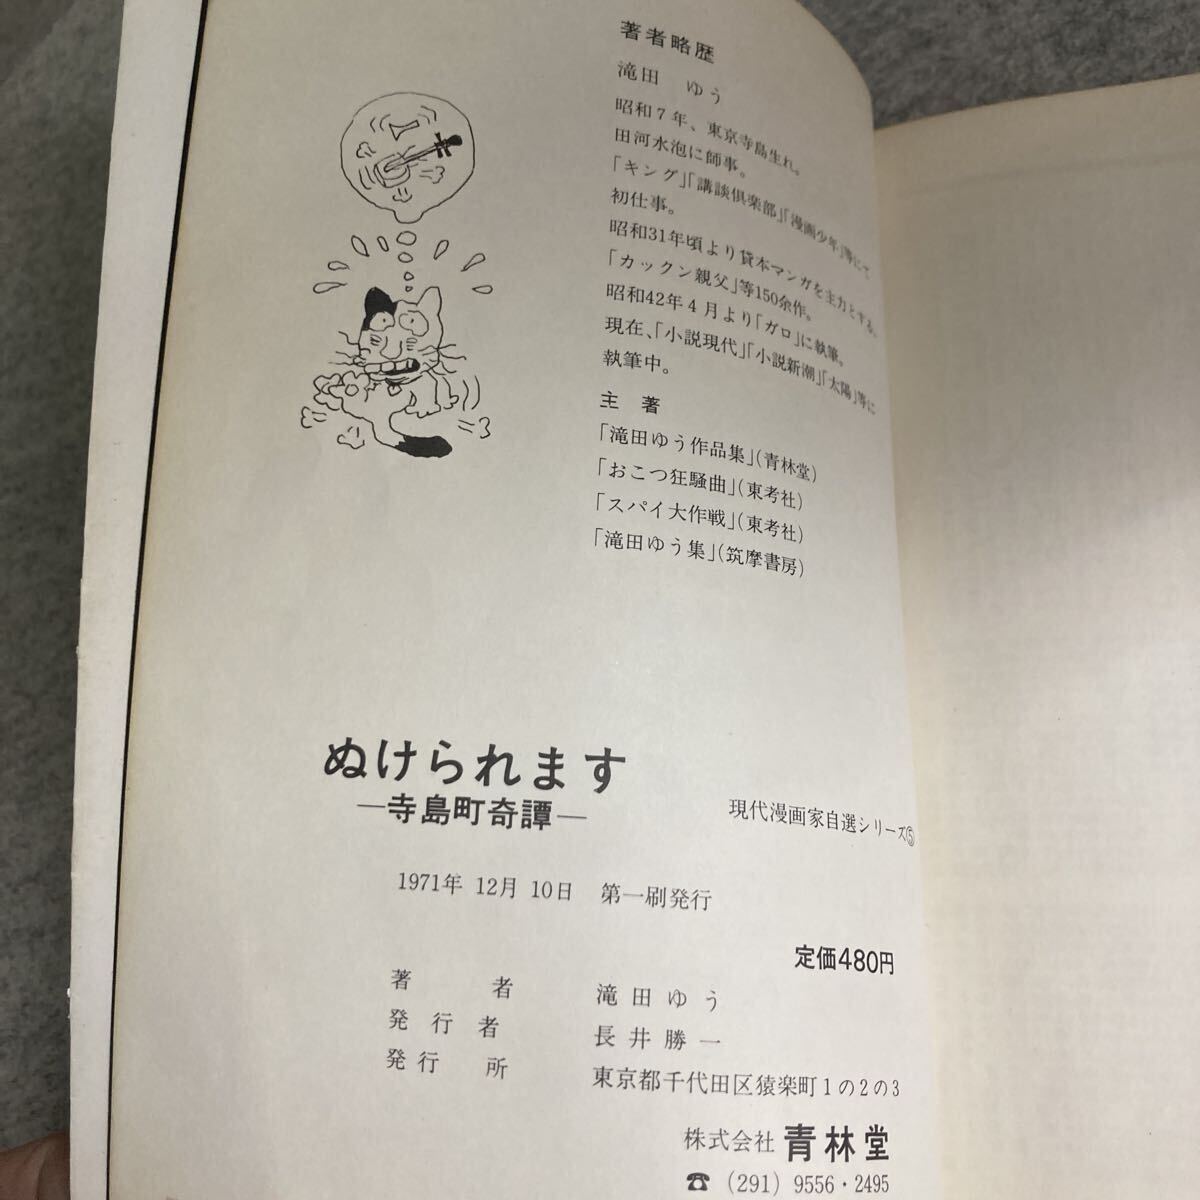 著者略歴
滝田　ゆう
昭和７年、東京寺島生れ。
田河水泡に師事。
「キング」「講談倶楽部」「漫画少年」等にて
初仕事。
昭和31年頃より貸本マンガを主力とする。
「カックン親父」等150余作。
昭和42年４月より「ガロ」に執筆。
現在、「小説現代」「小説新潮」「太陽」等に
執筆中。
主　著
「滝田ゆう作品集」(青林堂)
「おこつ狂騒曲」(東考社)
「スパイ大作戦」(東考社)
「滝田ゆう集」(筑摩書房)
ぬけられます
―寺島町奇譚―
現代漫画家自選シリーズ⑤
1971年 12月 10日　第一刷発行
定価480円
著　者　滝田ゆう
発行者　長井勝一
発行所　東京都千代田区猿楽町１の２の３
株式会社 青林堂
☎ (291) 9556・2495